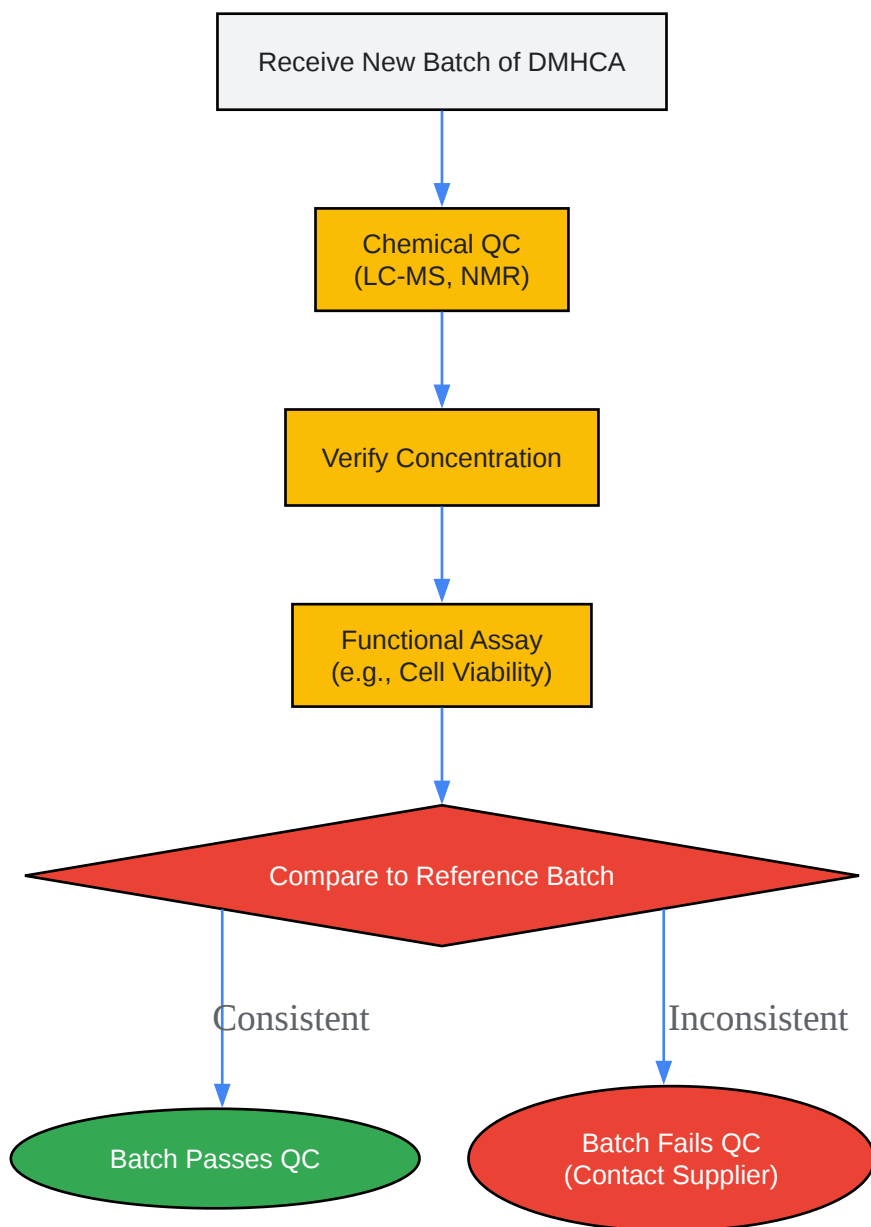 Receive New Batch of DMHCA
Chemical QC
(LC-MS, NMR)
Verify Concentration
Functional Assay
(e.g., Cell Viability)
Compare to Reference Batch
Consistent
Inconsistent
Batch Passes QC
Batch Fails QC
(Contact Supplier)